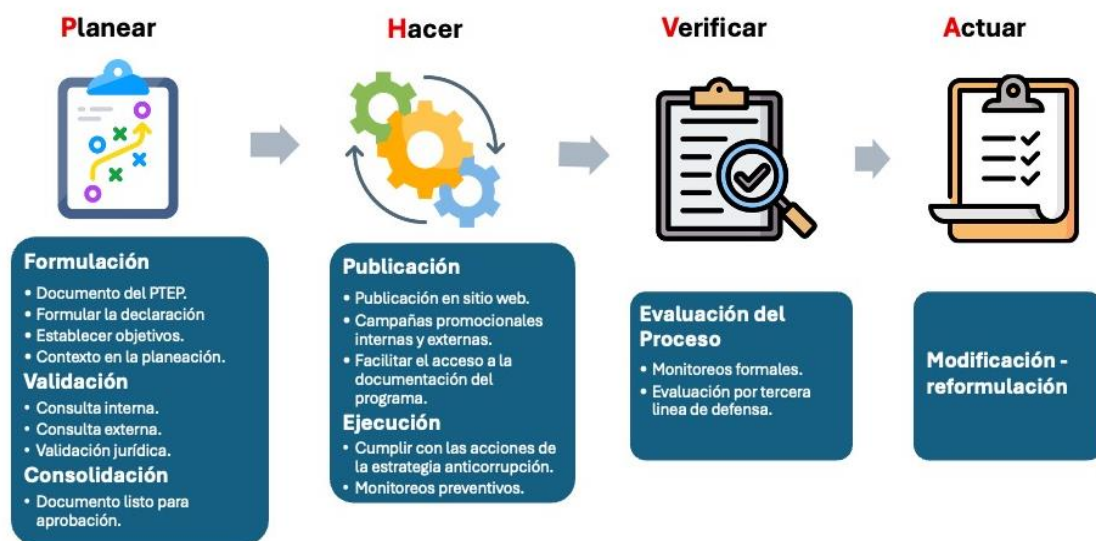 Planear
Hacer
Verificar
Actuar
Formulación
• Documento del PTEP.
• Formular la declaración
• Establecer objetivos.
• Contexto en la planeación.
Validación
• Consulta interna.
• Consulta externa.
• Validación jurídica.
Consolidación
• Documento listo para
aprobación.
Publicación
• Publicación en sitio web.
• Campañas promocionales
internas y externas.
• Facilitar el acceso a la
documentación del
programa.
Ejecución
• Cumplir con las acciones de
la estrategia anticorrupción.
• Monitoreos preventivos.
Evaluación del
Proceso
• Monitoreos formales.
• Evaluación por tercera
linea de defensa.
Modificación -
reformulación